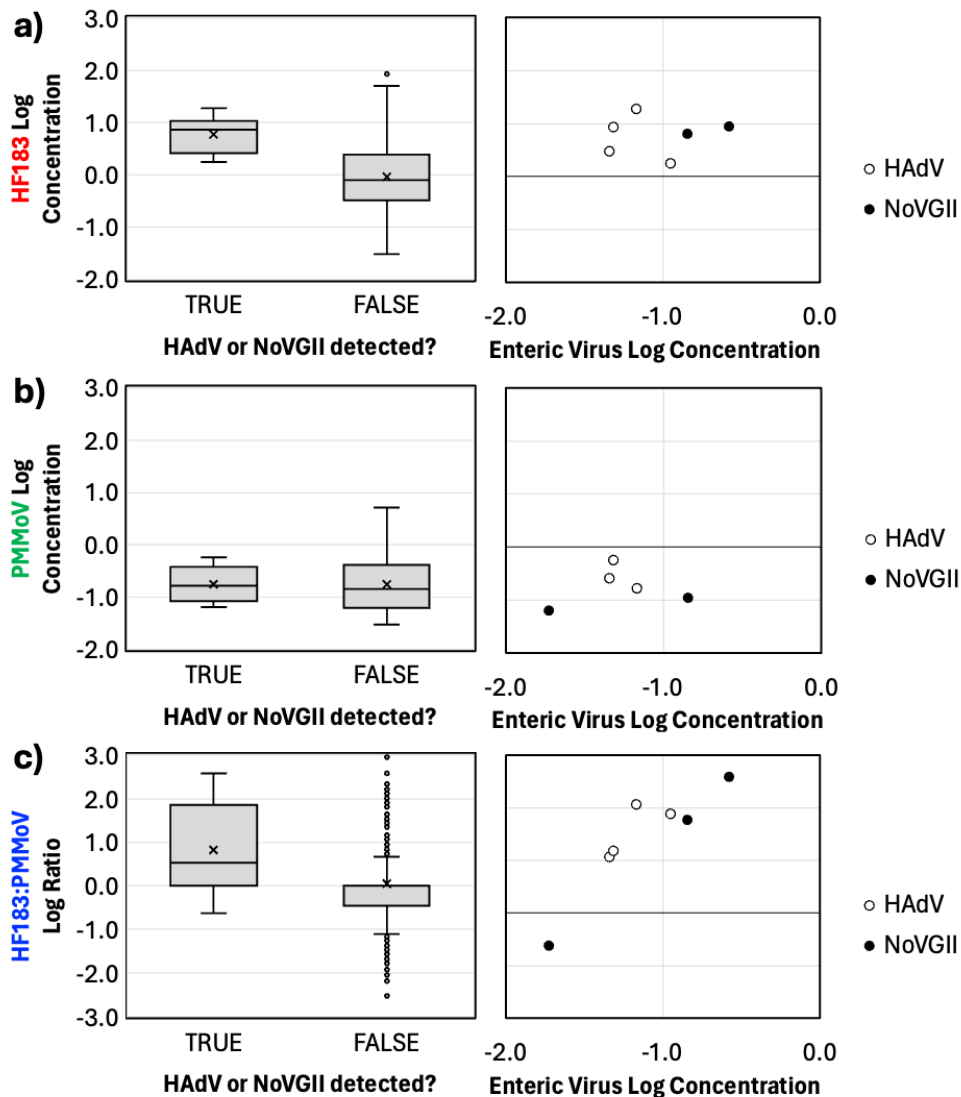 a)
HF183 Log
Concentration
3.0
2.0
1.0
0.0
-1.0
-2.0
TRUE FALSE
HAdV or NoVGII detected?
-2.0 -1.0 0.0
Enteric Virus Log Concentration
HAdV
NoVGII
b)
PMMoV Log
Concentration
3.0
2.0
1.0
0.0
-1.0
-2.0
TRUE FALSE
HAdV or NoVGII detected?
-2.0 -1.0 0.0
Enteric Virus Log Concentration
HAdV
NoVGII
c)
HF183:PMMoV
Log Ratio
3.0
2.0
1.0
0.0
-1.0
-2.0
-3.0
TRUE FALSE
HAdV or NoVGII detected?
-2.0 -1.0 0.0
Enteric Virus Log Concentration
HAdV
NoVGII